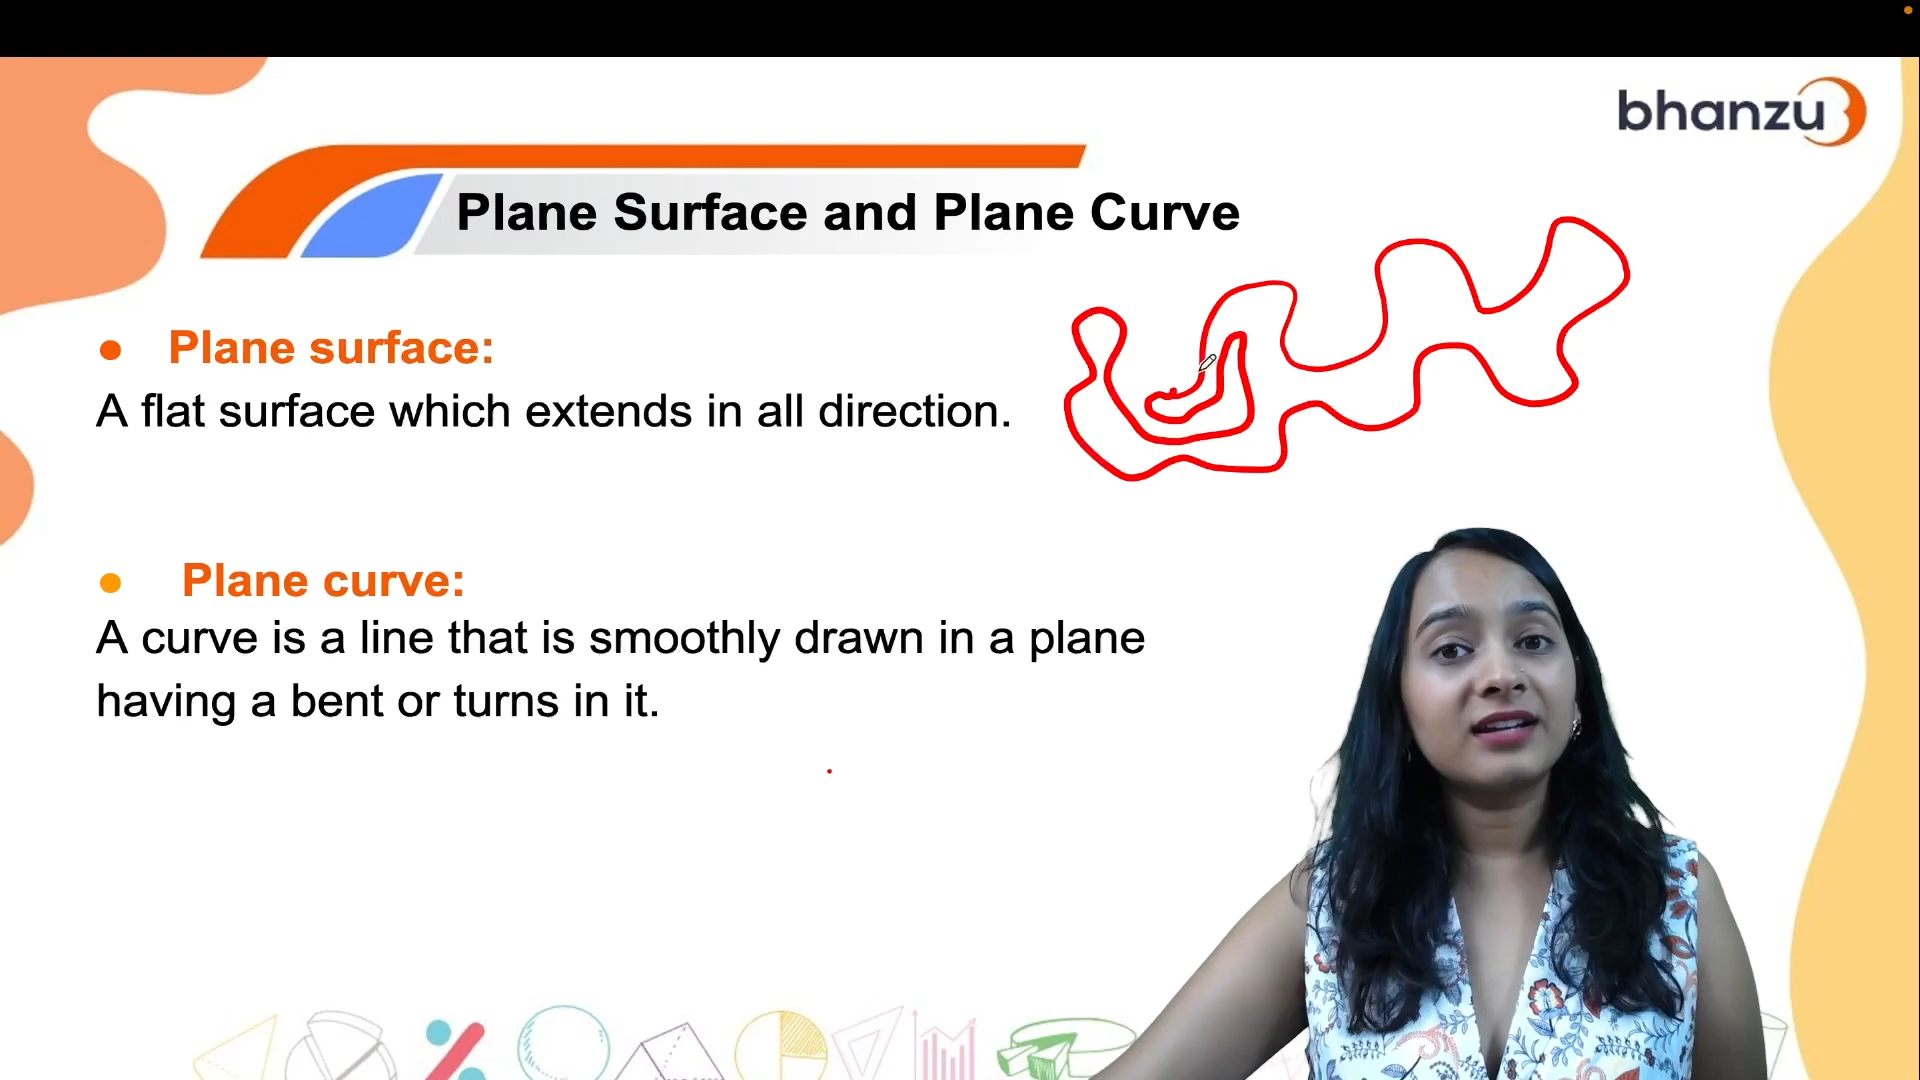 bhanzu
Plane Surface and Plane Curve
Plane surface:
A flat surface which extends in all direction.
Plane curve:
A curve is a line that is smoothly drawn in a plane
having a bent or turns in it.